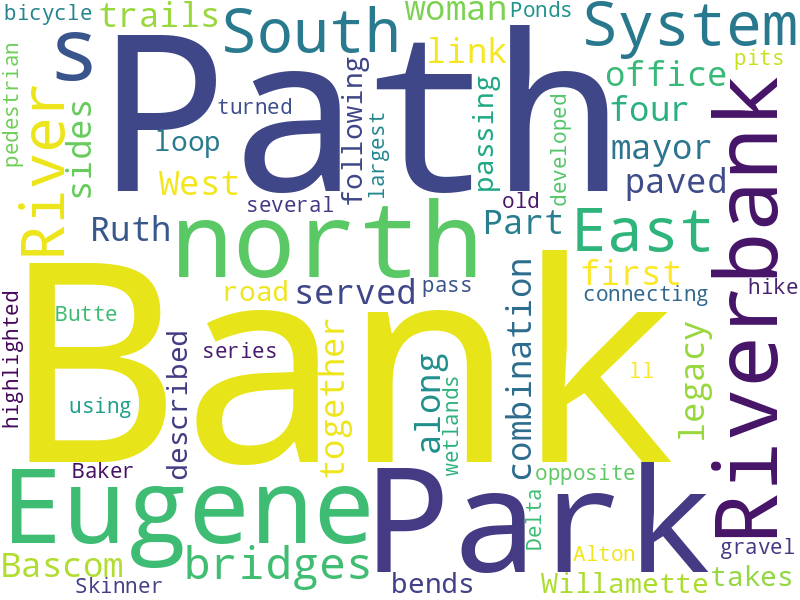 bicycle
trails
South
woman
Ponds
System
s
Path
link
office
pits
pedestrian
River
sides
turned
loop
following
largest
passing
developed
four
mayor
Riverbank
West
several
old
paved
Ruth
north
Part
East
road
served
pass
first
connecting
hike
highlighted
Butte
described
series
Bank
together
along
wetlands
combination
ll
legacy
using
Baker
Eugene
Park
opposite
Delta
Bascom
bridges
Skinner
bends
Alton
Willamette
gravel
takes